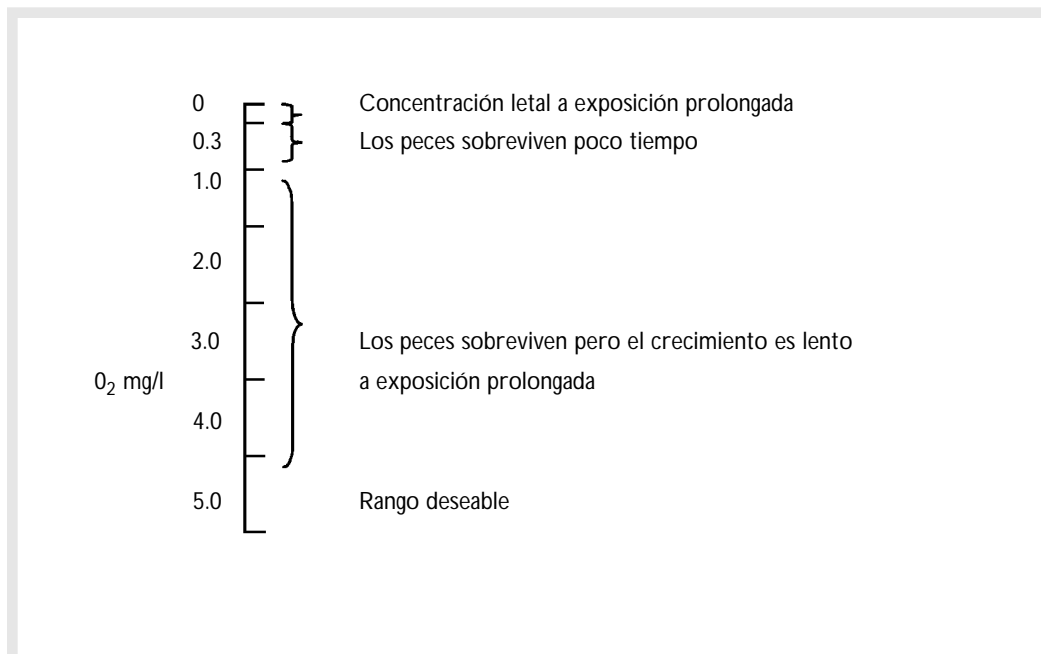 0 Concentración letal a exposición prolongada
0.3 Los peces sobreviven poco tiempo
1.0
2.0
3.0 Los peces sobreviven pero el crecimiento es lento
0₂ mg/l a exposición prolongada
4.0
5.0 Rango deseable